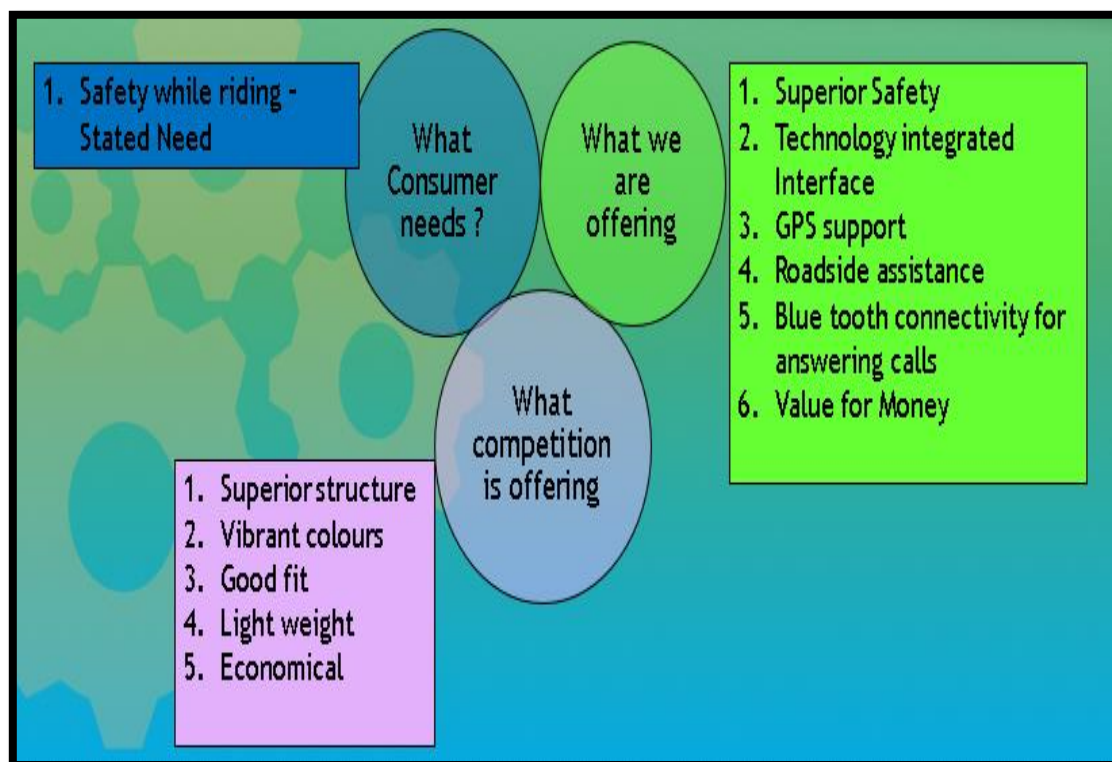 1. Safety while riding -
Stated Need
What
Consumer
needs ?
What we
are
offering
1. Superior Safety
2. Technology integrated
Interface
3. GPS support
4. Roadside assistance
5. Blue tooth connectivity for
answering calls
6. Value for Money
What
competition
is offering
1. Superior structure
2. Vibrant colours
3. Good fit
4. Light weight
5. Economical